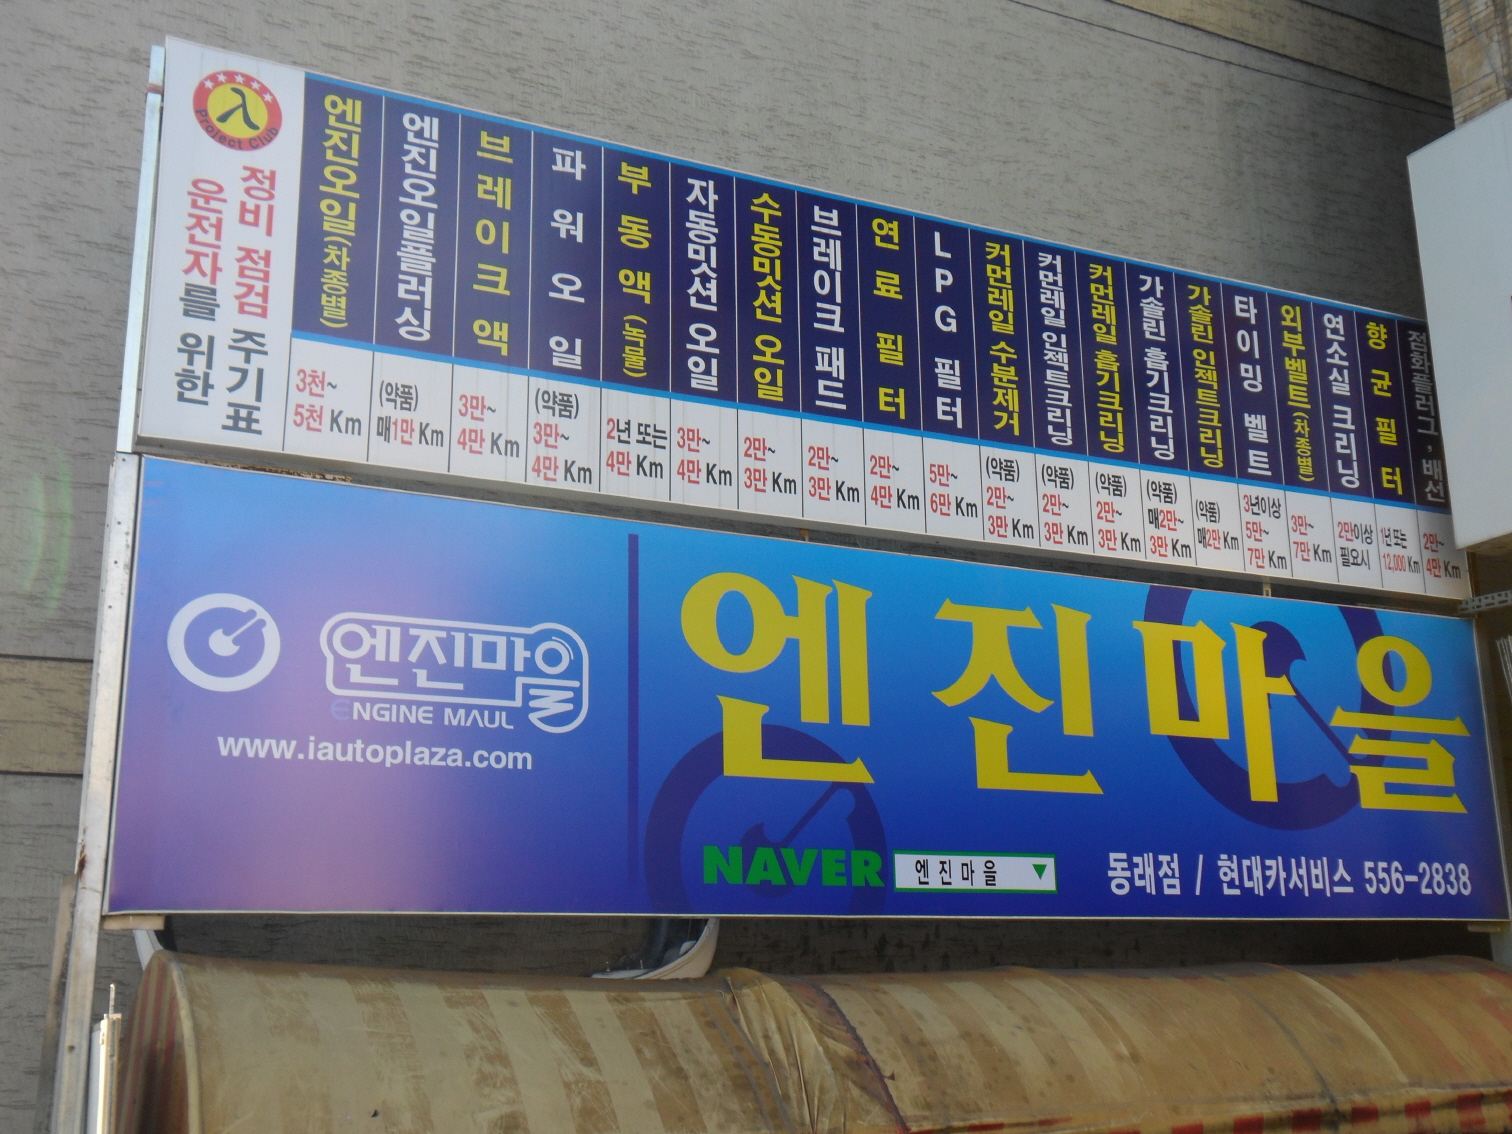 Project Club
운전자를 위한
정비 점검 주기표
엔진오일(차종별)
3천~
5천 Km
엔진오일플러싱
(약품)
매1만 Km
브레이크액
3만~
4만 Km
파워오일
(약품)
3만~
4만 Km
부동액(녹물)
2년 또는
4만 Km
자동밋션 오일
3만~
4만 Km
수동밋션 오일
2만~
3만 Km
브레이크 패드
2만~
3만 Km
연료필터
2만~
4만 Km
LPG필터
5만~
6만 Km
커먼레일 수분제거
(약품)
2만~
3만 Km
커먼레일 인젝트크리닝
(약품)
2만~
3만 Km
커먼레일 흡기크리닝
(약품)
2만~
3만 Km
가솔린 흡기크리닝
(약품)
매2만~
3만 Km
가솔린 인젝트크리닝
(약품)
매2만 Km
타이밍 벨트
3년이상
5만~
7만 Km
외부벨트(차종별)
3만~
7만 Km
연소실 크리닝
2만이상
필요시
향균필터
1년 또는
12,000 Km
점화플러그, 배선
2만~
4만 Km
엔진마을
ENGINE MAUL
www.iautoplaza.com
엔진마을
NAVER 엔진마을
동래점 / 현대카서비스 556-2838